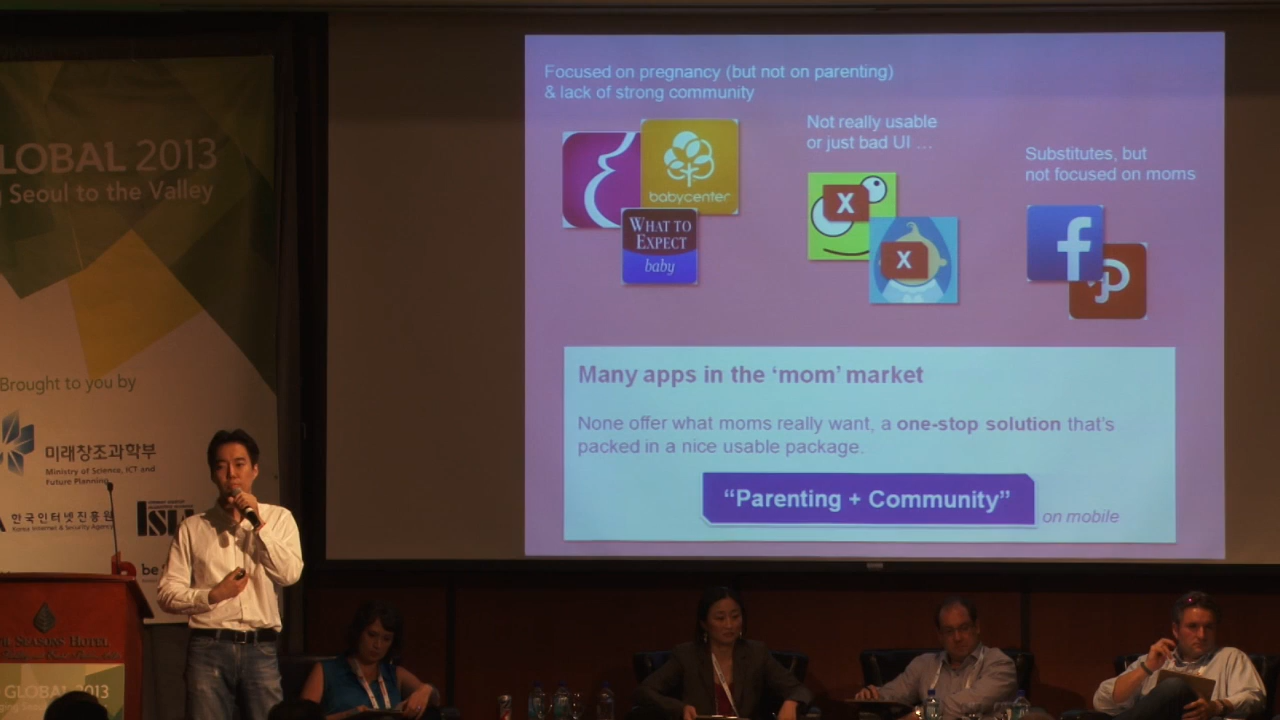 LOBAL 2013
g Seoul to the Valley
Brought to you by
미래창조과학부
Ministry of Science, ICT and
Future Planning
한국인터넷진흥원
Korea Internet & Security Agency
be
SEASONS HOTEL
GLOBAL 2013
Focused on pregnancy (but not on parenting)
& lack of strong community
babycenter
WHAT TO
EXPECT
baby
Not really usable
or just bad UI ...
X
X
Substitutes, but
not focused on moms
f
P
Many apps in the ‘mom’ market
None offer what moms really want, a one-stop solution that’s
packed in a nice usable package.
“Parenting + Community”
on mobile